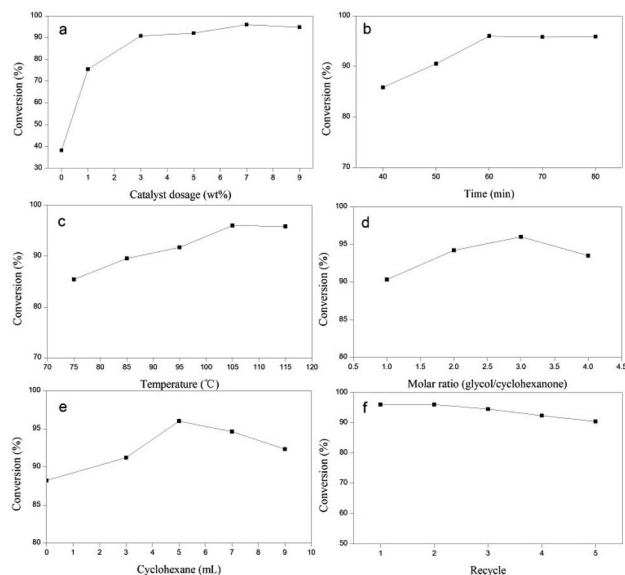 a
Conversion (%)
100
90
80
70
60
50
40
30
0 1 2 3 4 5 6 7 8 9
Catalyst dosage (wt%)
b
Conversion (%)
100
90
80
70
40 50 60 70 80
Time (min)
c
Conversion (%)
100
90
80
70
70 75 80 85 90 95 100 105 110 115 120
Temperature (℃)
d
Conversion (%)
100
95
90
85
80
0.5 1.0 1.5 2.0 2.5 3.0 3.5 4.0 4.5
Molar ratio (glycol/cyclohexanone)
e
Conversion (%)
100
95
90
85
80
0 1 2 3 4 5 6 7 8 9 10
Cyclohexane (mL)
f
Conversion (%)
100
90
80
70
60
50
1 2 3 4 5
Recycle